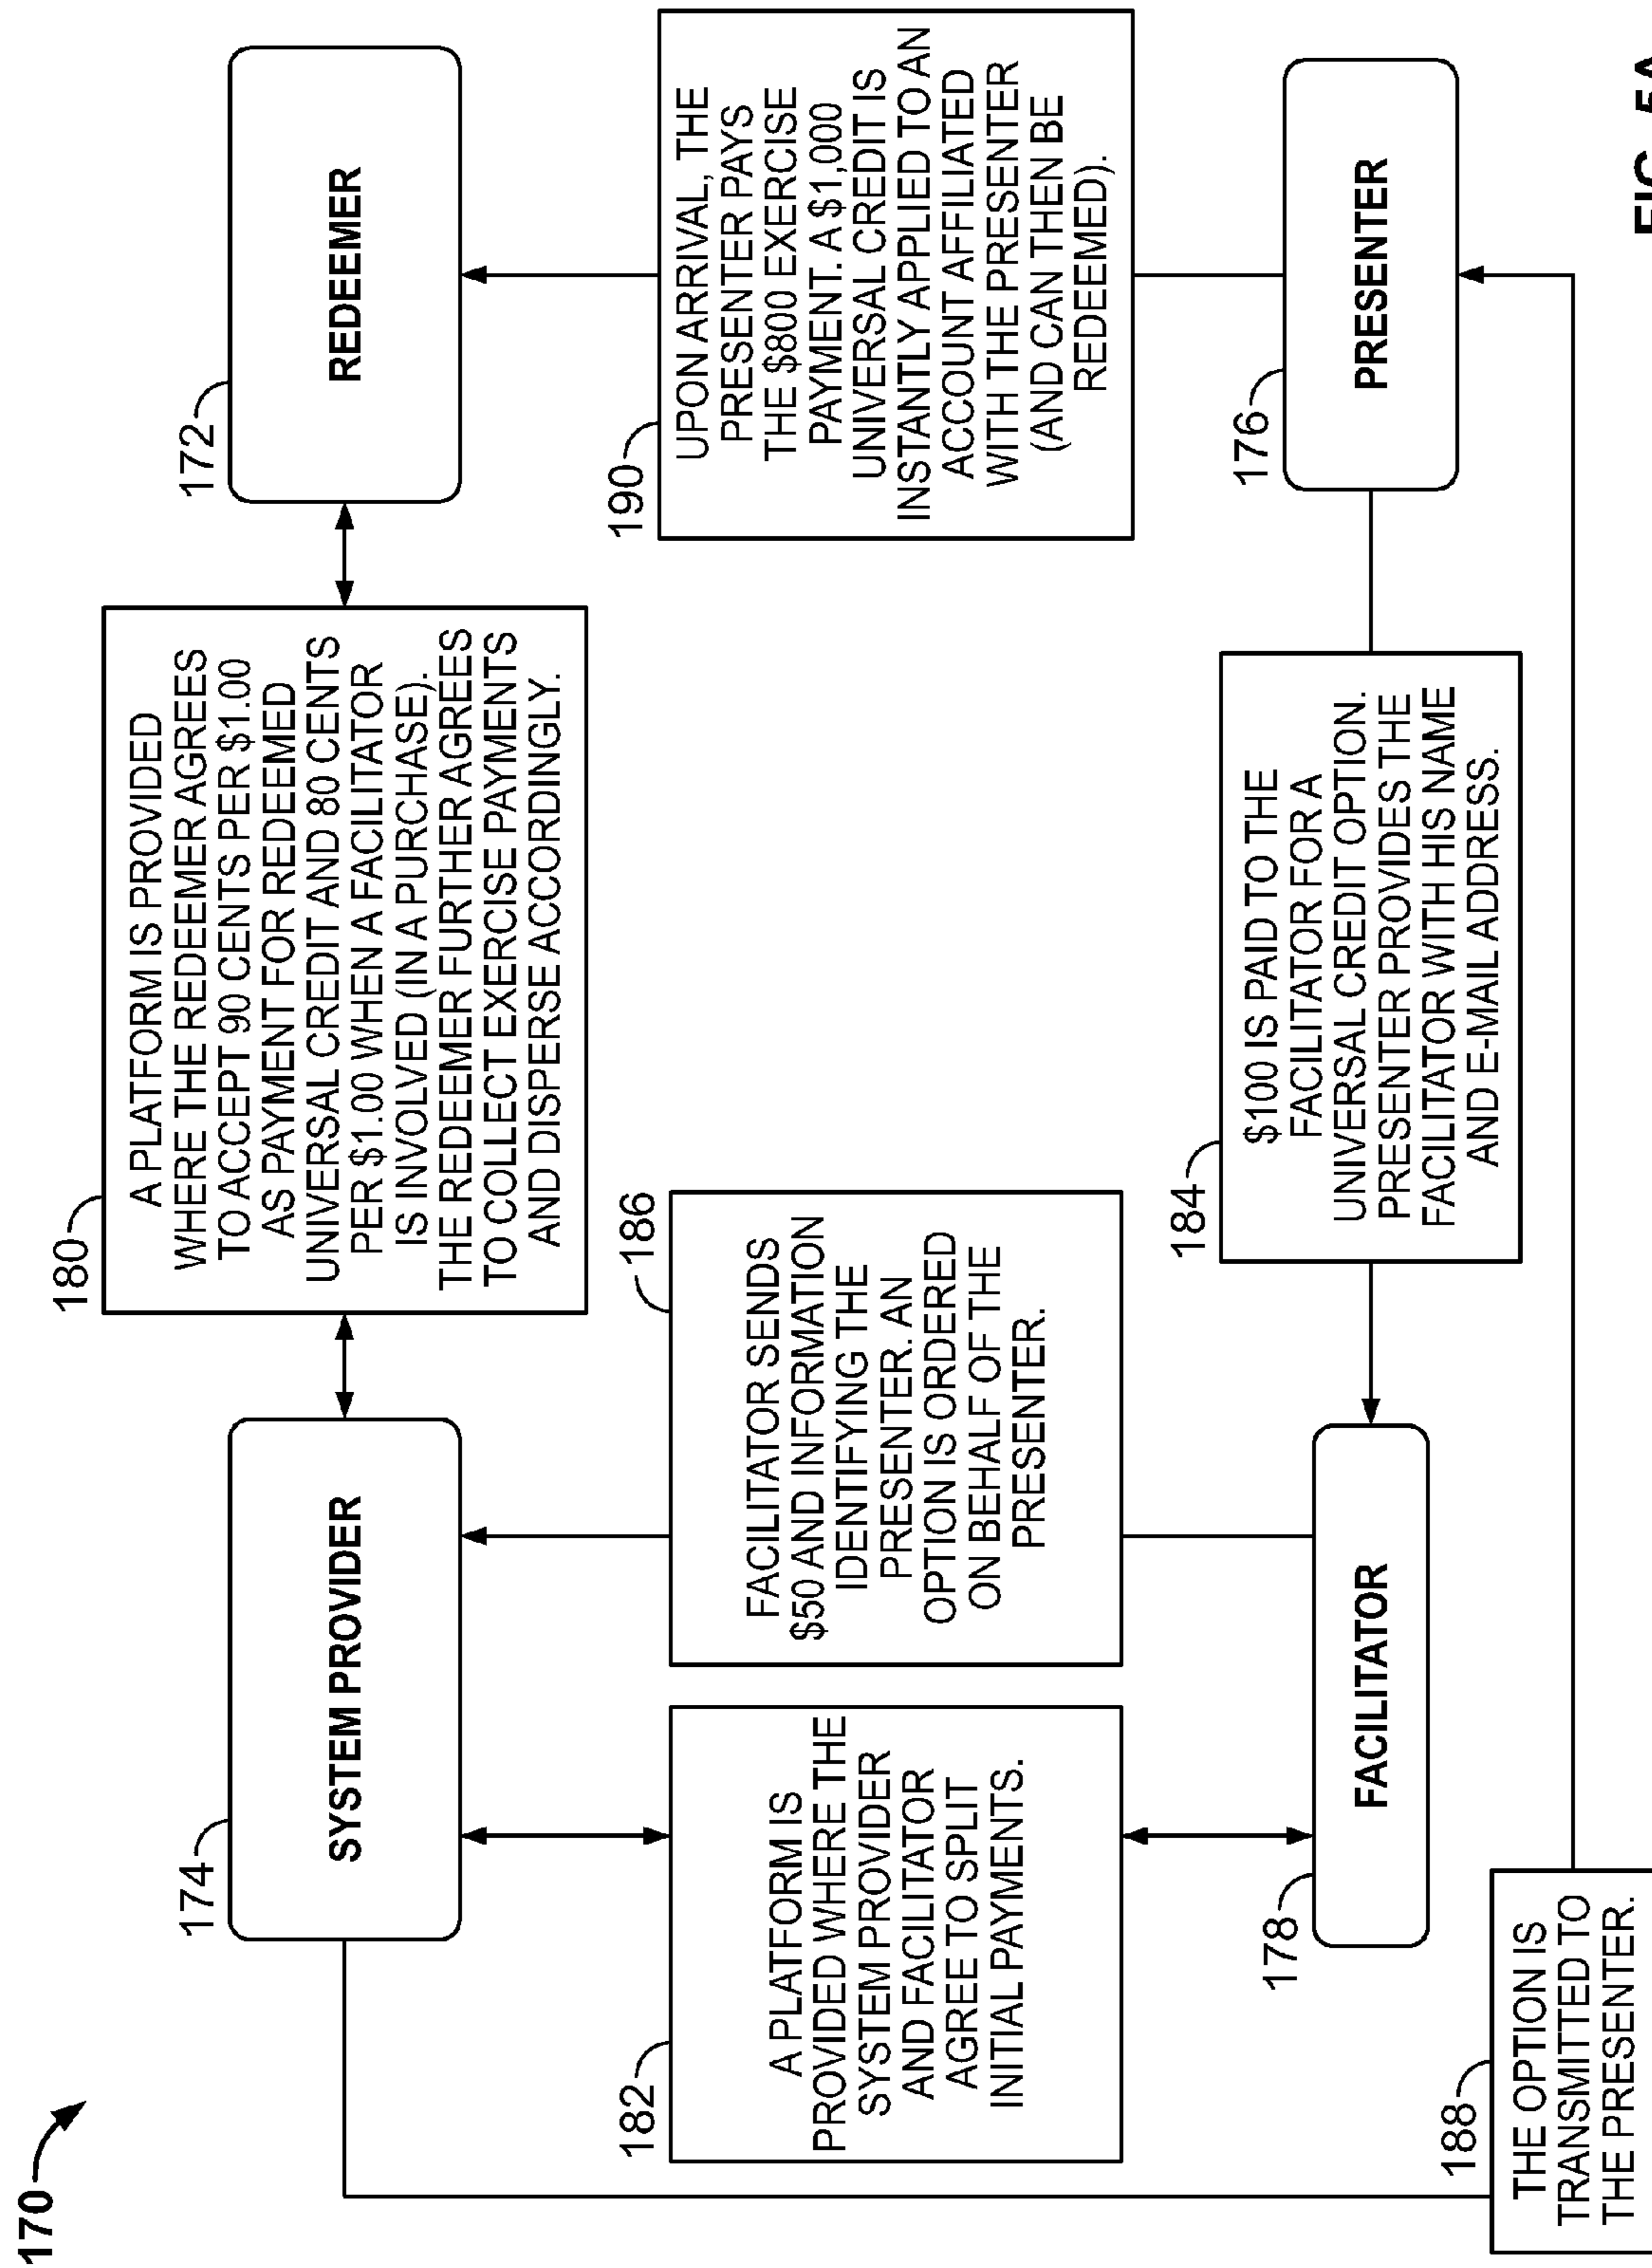 170
180
A PLATFORM IS PROVIDED
WHERE THE REDEEMER AGREES
TO ACCEPT 90 CENTS PER $1.00
AS PAYMENT FOR REDEEMED
UNIVERSAL CREDIT AND 80 CENTS
PER $1.00 WHEN A FACILITATOR
IS INVOLVED (IN A PURCHASE).
THE REDEEMER FURTHER AGREES
TO COLLECT EXERCISE PAYMENTS
AND DISPERSE ACCORDINGLY.
174
SYSTEM PROVIDER
172
REDEEMER
182
A PLATFORM IS
PROVIDED WHERE THE
SYSTEM PROVIDER
AND FACILITATOR
AGREE TO SPLIT
INITIAL PAYMENTS.
186
FACILITATOR SENDS
$50 AND INFORMATION
IDENTIFYING THE
PRESENTER. AN
OPTION IS ORDERED
ON BEHALF OF THE
PRESENTER.
190
UPON ARRIVAL, THE
PRESENTER PAYS
THE $800 EXERCISE
PAYMENT. A $1,000
UNIVERSAL CREDIT IS
INSTANTLY APPLIED TO AN
ACCOUNT AFFILIATED
WITH THE PRESENTER
(AND CAN THEN BE
REDEEMED).
184
$100 IS PAID TO THE
FACILITATOR FOR A
UNIVERSAL CREDIT OPTION.
PRESENTER PROVIDES THE
FACILITATOR WITH HIS NAME
AND E-MAIL ADDRESS.
178
FACILITATOR
176
PRESENTER
188
THE OPTION IS
TRANSMITTED TO
THE PRESENTER.
FIG. 5A